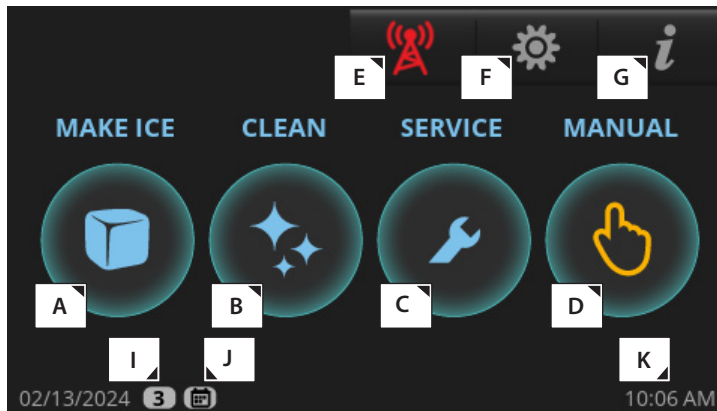 E F G
MAKE ICE CLEAN SERVICE MANUAL
A B C D
I J K
02/13/2024 3 10:06 AM